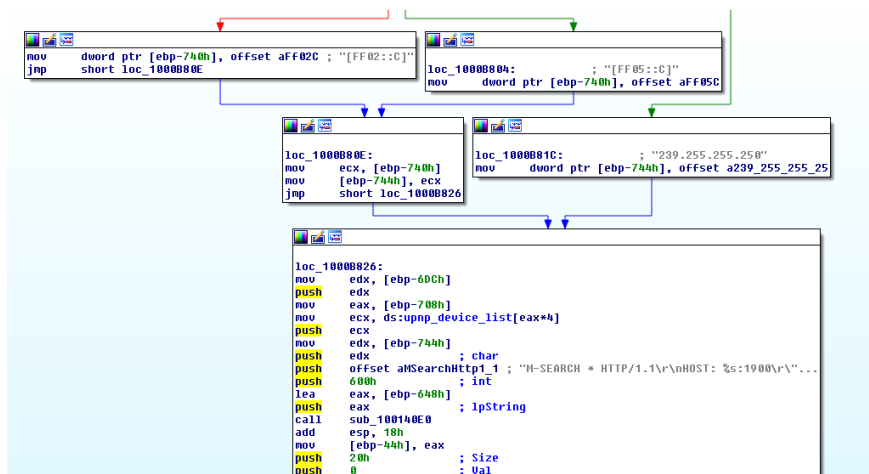 mov     dword ptr [ebp-740h], offset aFf02C ; "[FF02::C]"
jmp     short loc_1000B80E
loc_1000B804:           ; "[FF05::C]"
mov     dword ptr [ebp-740h], offset aFf05C
loc_1000B80E:
mov     ecx, [ebp-740h]
mov     [ebp-744h], ecx
jmp     short loc_1000B826
loc_1000B81C:           ; "239.255.255.250"
mov     dword ptr [ebp-744h], offset a239_255_255_25
loc_1000B826:
mov     edx, [ebp-6DCh]
push    edx
mov     eax, [ebp-708h]
mov     ecx, ds:upnp_device_list[eax*4]
push    ecx
mov     edx, [ebp-744h]
push    edx             ; char
push    offset aMSearchHttp1_1 ; "M-SEARCH * HTTP/1.1\r\nHOST: %s:1900\r\"...
push    600h            ; int
lea     eax, [ebp-648h]
push    eax             ; lpString
call    sub_100140E0
add     esp, 18h
mov     [ebp-44h], eax
push    20h             ; Size
push    0               ; Val